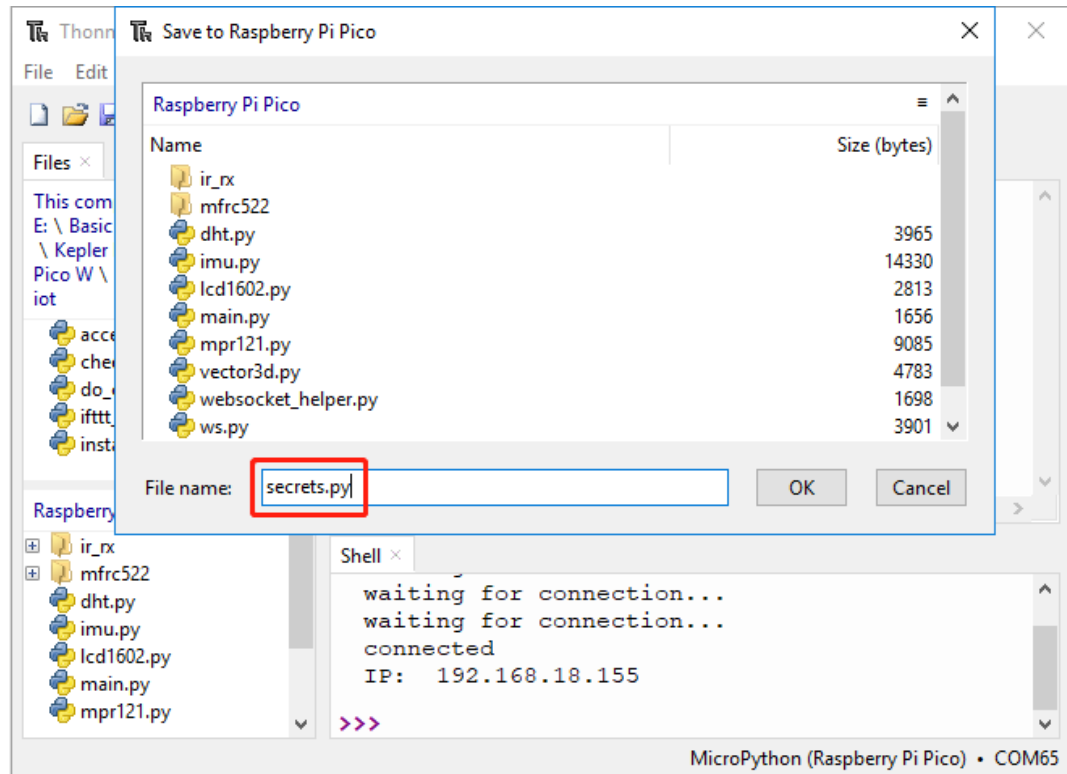 Thonn
Save to Raspberry Pi Pico
File Edit
Raspberry Pi Pico
Name Size (bytes)
ir_rx
mfrc522
dht.py 3965
imu.py 14330
lcd1602.py 2813
main.py 1656
mpr121.py 9085
vector3d.py 4783
websocket_helper.py 1698
ws.py 3901
File name: secrets.py
OK Cancel
Files
This com
E: \ Basic
\ Kepler
Pico W \
iot
acce
che
do_
ifttt_
insta
Raspberry
ir_rx
mfrc522
dht.py
imu.py
lcd1602.py
main.py
mpr121.py
Shell
waiting for connection...
waiting for connection...
connected
IP: 192.168.18.155
>>>
MicroPython (Raspberry Pi Pico) • COM65